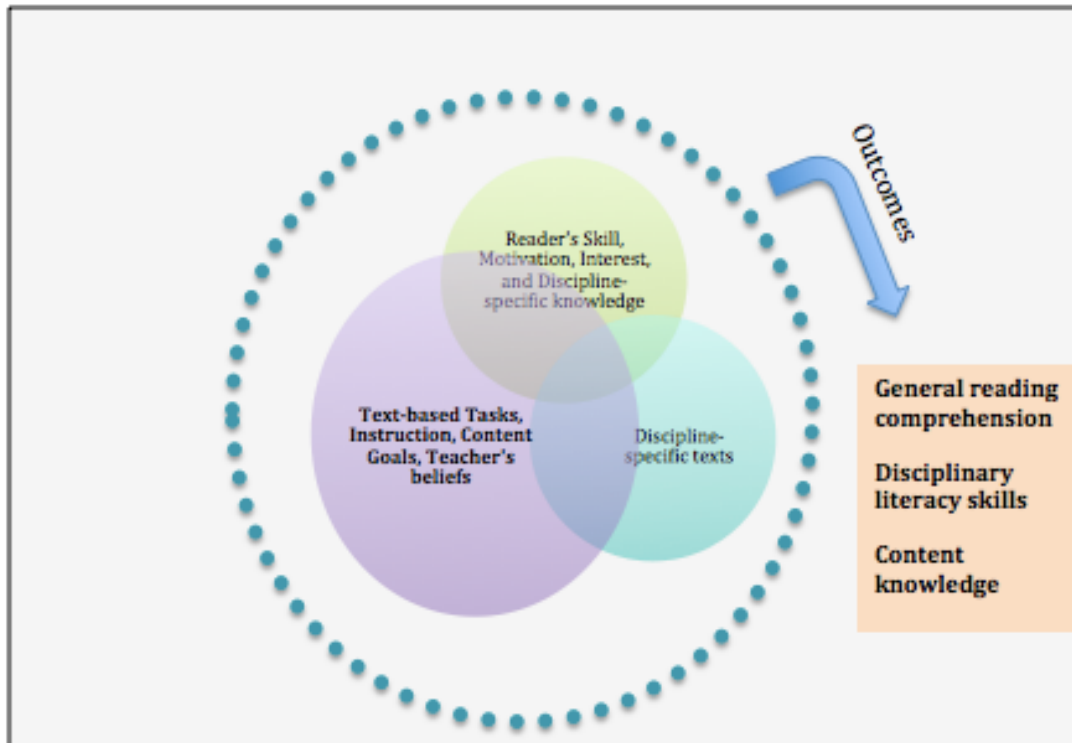 Outcomes
Reader's Skill,
Motivation, Interest,
and Discipline-
specific knowledge
Text-based Tasks,
Instruction, Content
Goals, Teacher's
beliefs
Discipline-
specific texts
General reading
comprehension
Disciplinary
literacy skills
Content
knowledge